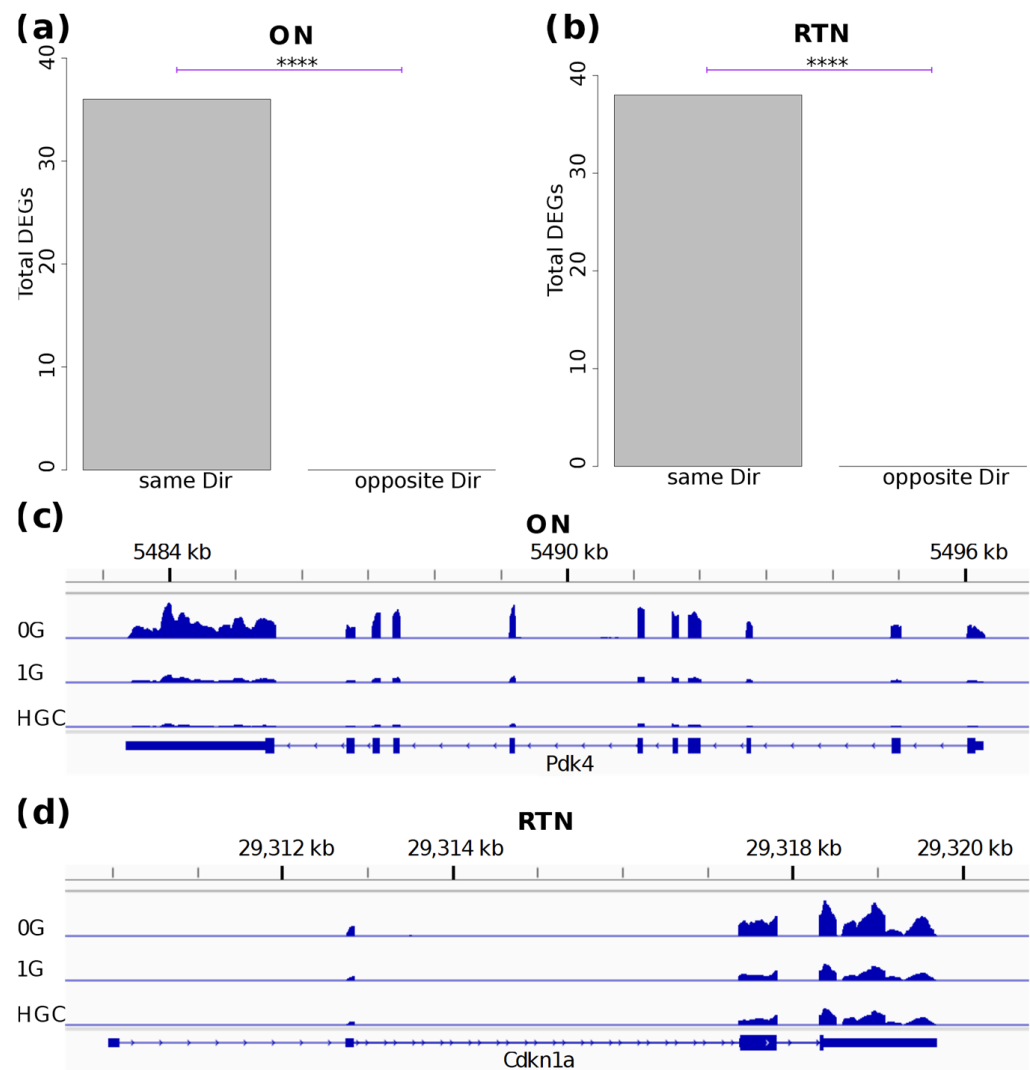 (a)
ON
****
Total DEGs
40
30
20
10
0
same Dir
opposite Dir
(b)
RTN
****
Total DEGs
40
30
20
10
0
same Dir
opposite Dir
(c)
ON
5484 kb 5490 kb 5496 kb
0G
1G
HGC
Pdk4
(d)
RTN
29,312 kb 29,314 kb 29,318 kb 29,320 kb
0G
1G
HGC
Cdkn1a